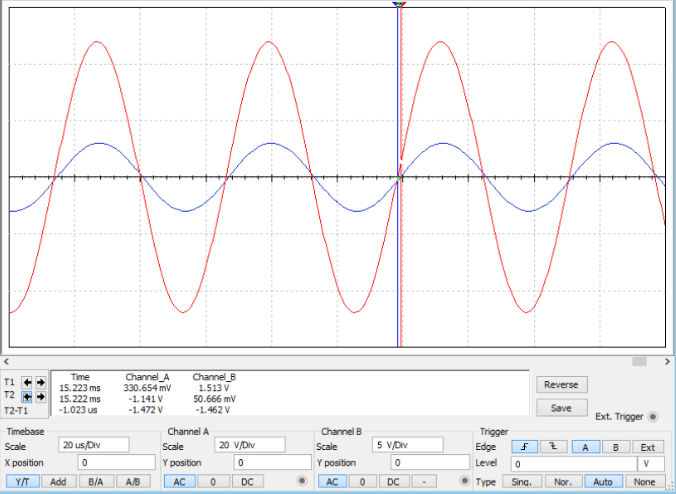 Time Channel_A Channel_B
T1 15.223 ms 330.654 mV 1.513 V
T2 15.222 ms -1.141 V 50.666 mV
T2-T1 -1.023 us -1.472 V -1.462 V
Reverse
Save
Ext. Trigger
Timebase
Scale 20 us/Div
X position 0
Y/T Add B/A A/B
Channel A
Scale 20 V/Div
Y position 0
AC 0 DC
Channel B
Scale 5 V/Div
Y position 0
AC 0 DC -
Trigger
Edge A B Ext
Level 0 V
Type Sing. Nor. Auto None